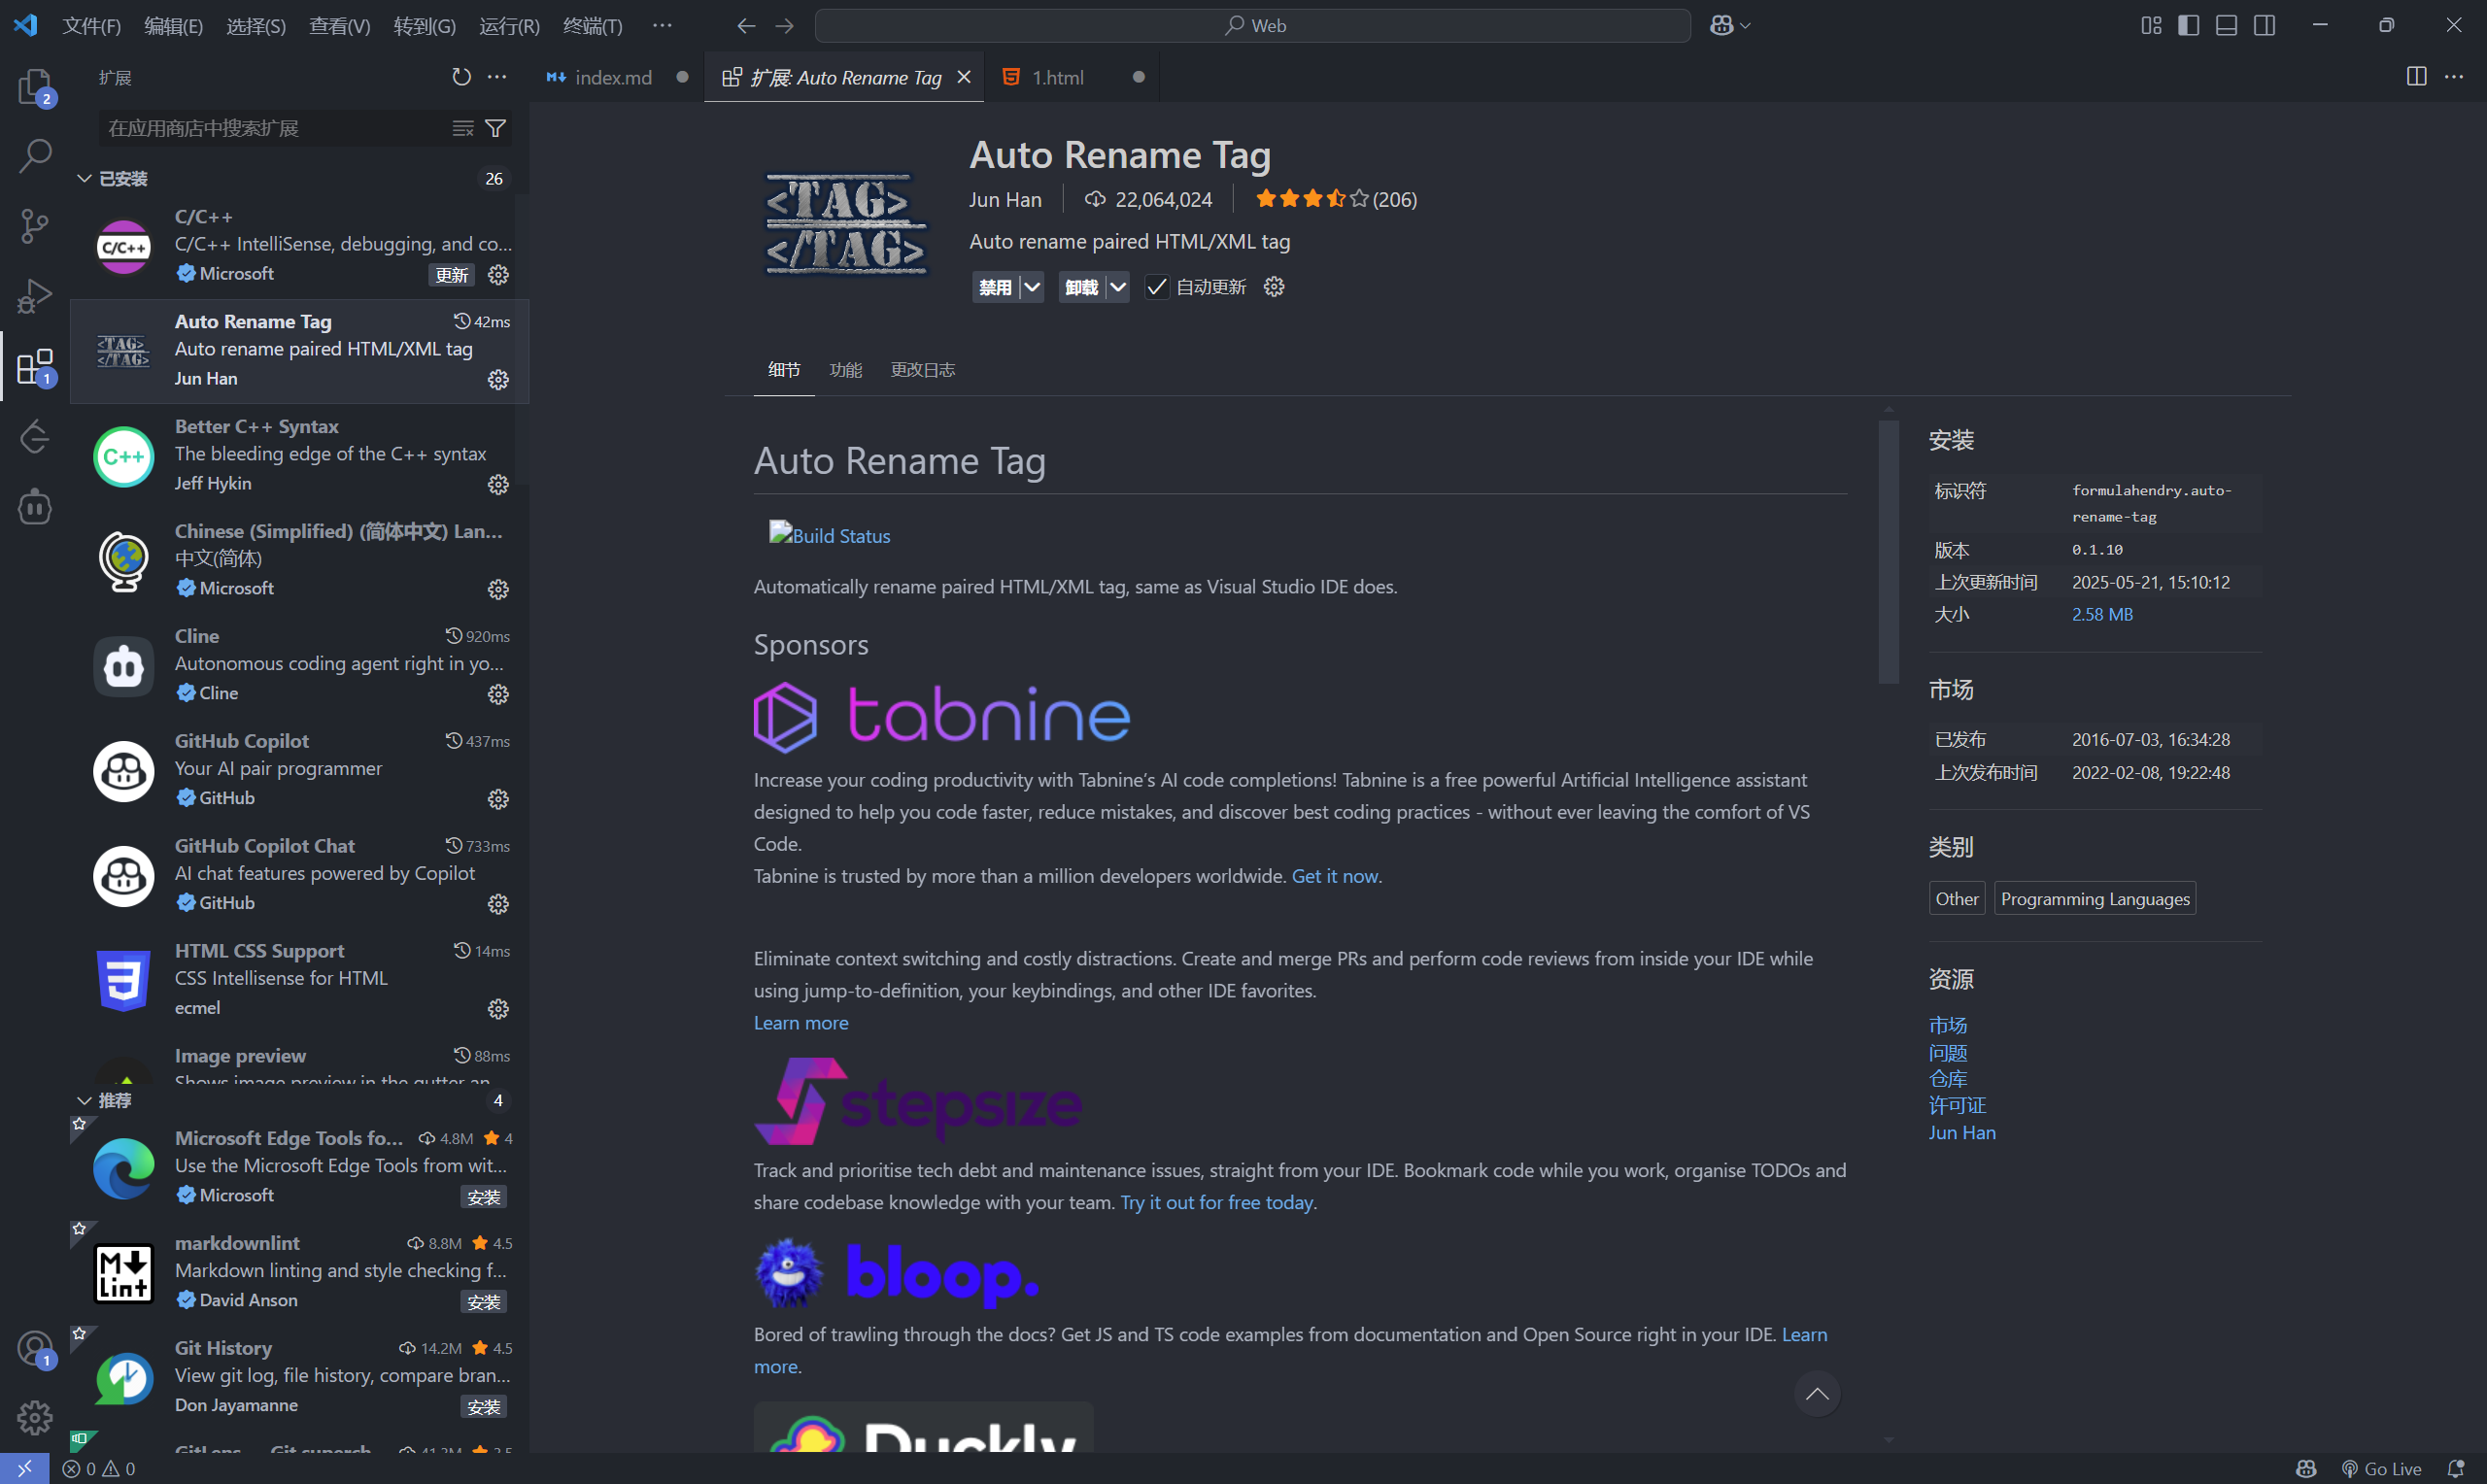 文件(F) 编辑(E) 选择(S) 查看(V) 转到(G) 运行(R) 终端(T) ···
Web
扩展
index.md
扩展: Auto Rename Tag
1.html
2
1
1
在应用商店中搜索扩展
已安装 26
C/C++
C/C++ IntelliSense, debugging, and co...
Microsoft 更新
Auto Rename Tag 42ms
Auto rename paired HTML/XML tag
Jun Han
Better C++ Syntax
The bleeding edge of the C++ syntax
Jeff Hykin
Chinese (Simplified) (简体中文) Lan...
中文(简体)
Microsoft
Cline 920ms
Autonomous coding agent right in yo...
Cline
GitHub Copilot 437ms
Your AI pair programmer
GitHub
GitHub Copilot Chat 733ms
AI chat features powered by Copilot
GitHub
HTML CSS Support 14ms
CSS Intellisense for HTML
ecmel
Image preview 88ms
Shows image preview in the gutter an...
推荐 4
Microsoft Edge Tools fo... 4.8M 4
Use the Microsoft Edge Tools from wit...
Microsoft 安装
markdownlint 8.8M 4.5
Markdown linting and style checking f...
David Anson 安装
Git History 14.2M 4.5
View git log, file history, compare bran...
Don Jayamanne 安装
<TAG>
</TAG>
Auto Rename Tag
Jun Han 22,064,024 (206)
Auto rename paired HTML/XML tag
禁用 卸载 自动更新
细节 功能 更改日志
Auto Rename Tag
Build Status
Automatically rename paired HTML/XML tag, same as Visual Studio IDE does.
Sponsors
tabnine
Increase your coding productivity with Tabnine's AI code completions! Tabnine is a free powerful Artificial Intelligence assistant
designed to help you code faster, reduce mistakes, and discover best coding practices - without ever leaving the comfort of VS
Code.
Tabnine is trusted by more than a million developers worldwide. Get it now.
Eliminate context switching and costly distractions. Create and merge PRs and perform code reviews from inside your IDE while
using jump-to-definition, your keybindings, and other IDE favorites.
Learn more
stepsize
Track and prioritise tech debt and maintenance issues, straight from your IDE. Bookmark code while you work, organise TODOs and
share codebase knowledge with your team. Try it out for free today.
bloop.
Bored of trawling through the docs? Get JS and TS code examples from documentation and Open Source right in your IDE. Learn
more.
Duckly
安装
标识符 formulahendry.auto-
rename-tag
版本 0.1.10
上次更新时间 2025-05-21, 15:10:12
大小 2.58 MB
市场
已发布 2016-07-03, 16:34:28
上次发布时间 2022-02-08, 19:22:48
类别
Other Programming Languages
资源
市场
问题
仓库
许可证
Jun Han
0 0
Go Live